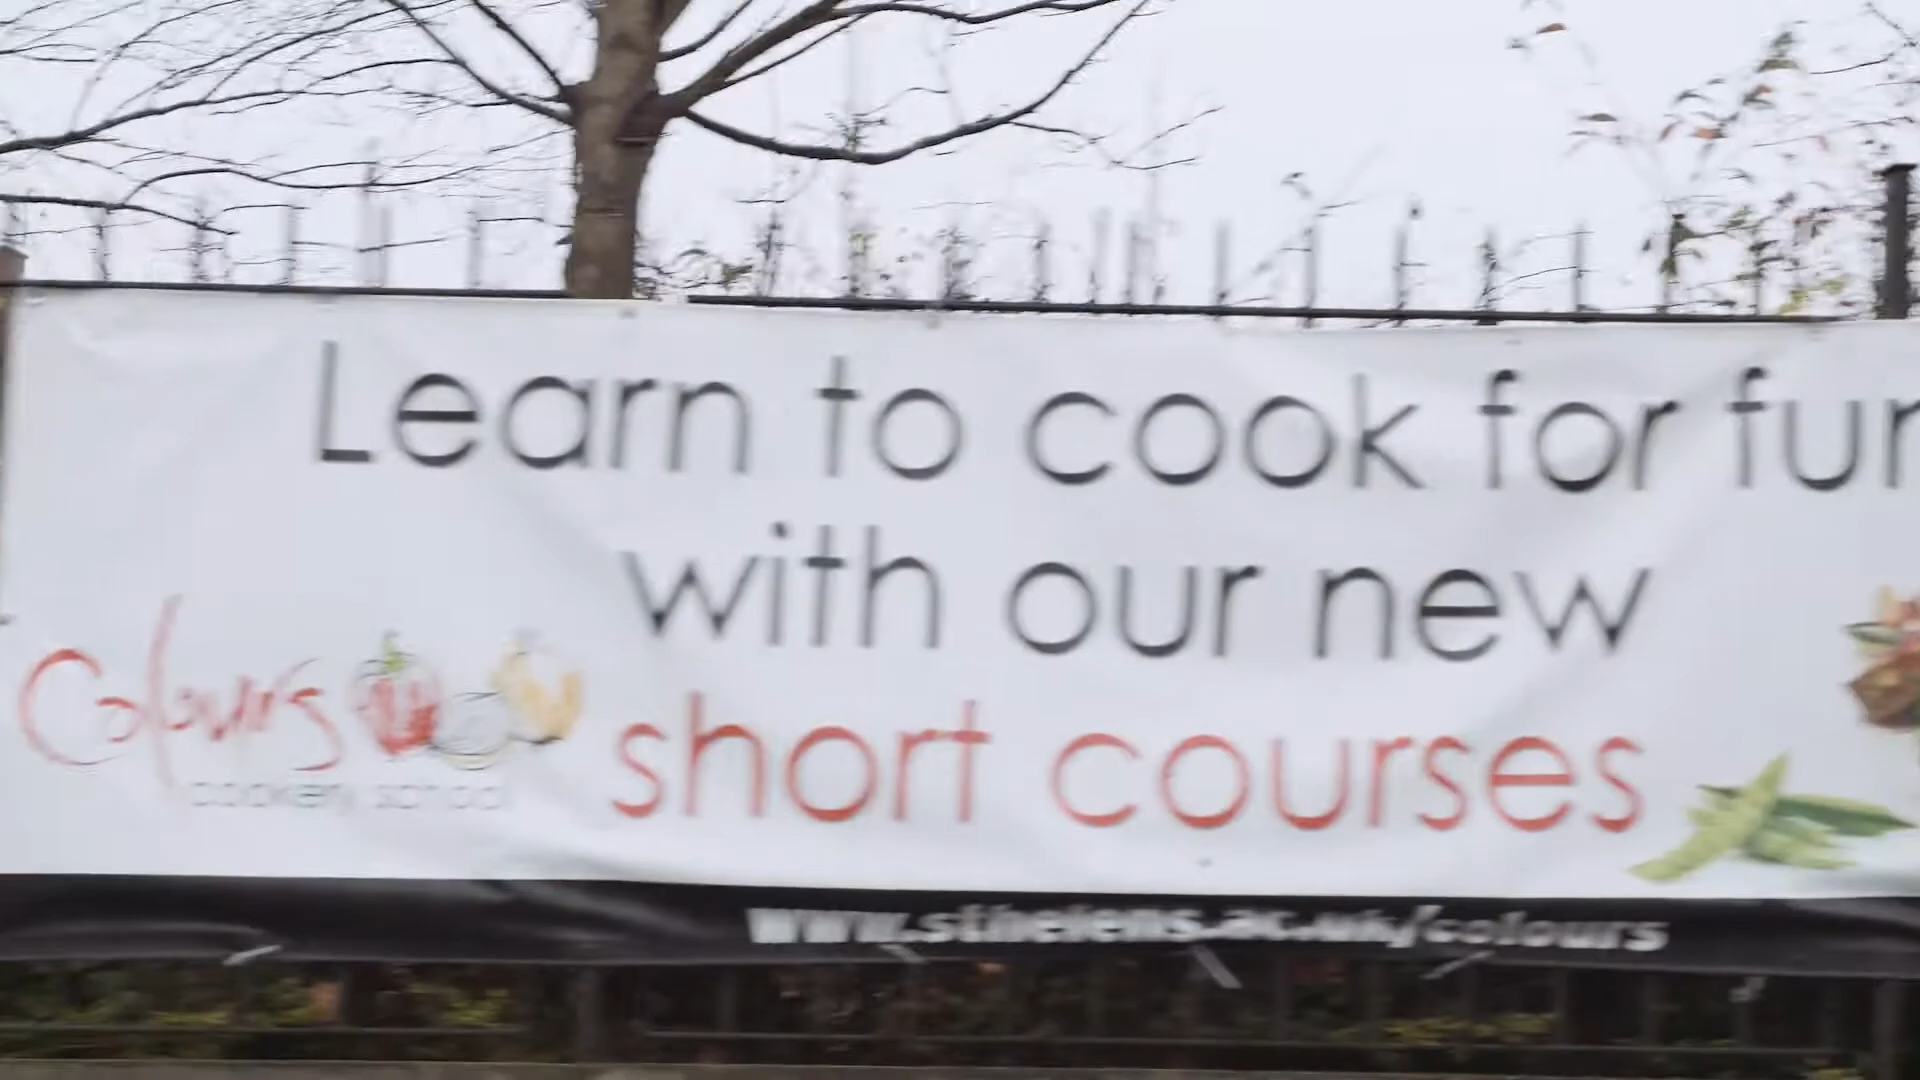 Learn to cook for fun
with our new
short courses
Colours
cookery school
www.sthelens.ac.uk/colours